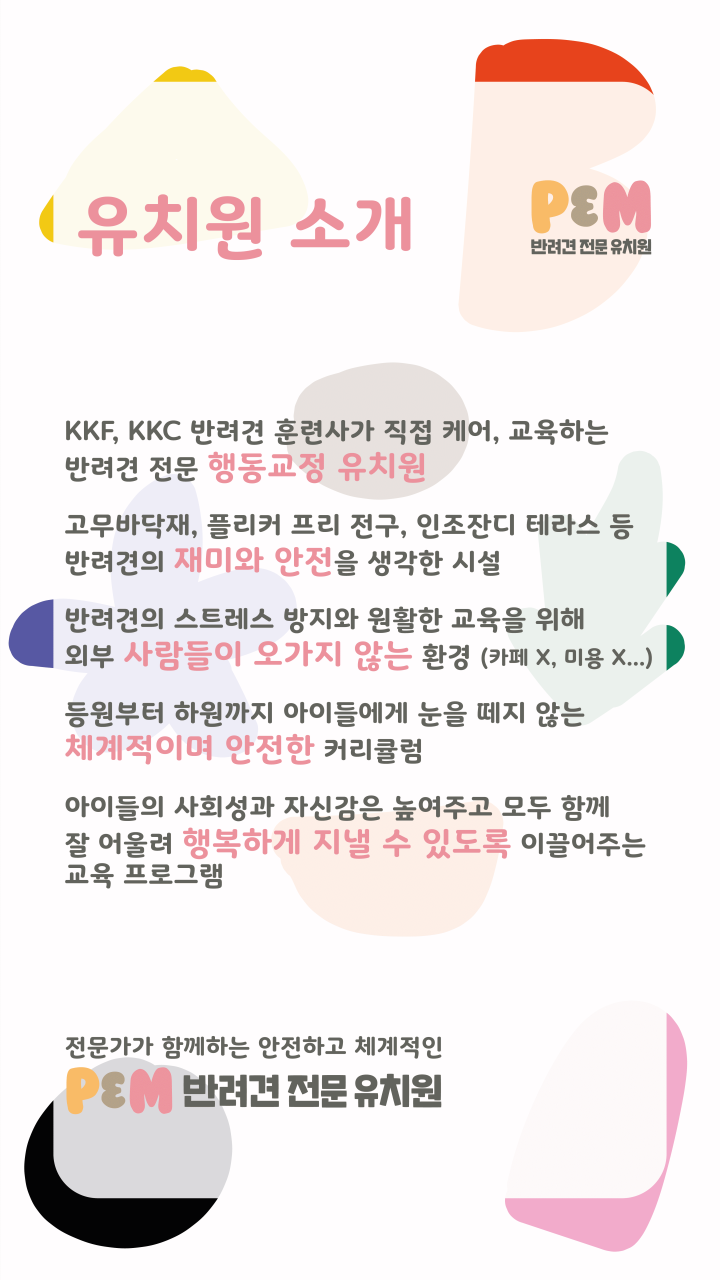 유치원 소개
PEM
반려견 전문 유치원
KKF, KKC 반려견 훈련사가 직접 케어, 교육하는
반려견 전문 행동교정 유치원
고무바닥재, 플리커 프리 전구, 인조잔디 테라스 등
반려견의 재미와 안전을 생각한 시설
반려견의 스트레스 방지와 원활한 교육을 위해
외부 사람들이 오가지 않는 환경 (카페 X, 미용 X...)
등원부터 하원까지 아이들에게 눈을 떼지 않는
체계적이며 안전한 커리큘럼
아이들의 사회성과 자신감은 높여주고 모두 함께
잘 어울려 행복하게 지낼 수 있도록 이끌어주는
교육 프로그램
전문가가 함께하는 안전하고 체계적인
PEM 반려견 전문 유치원